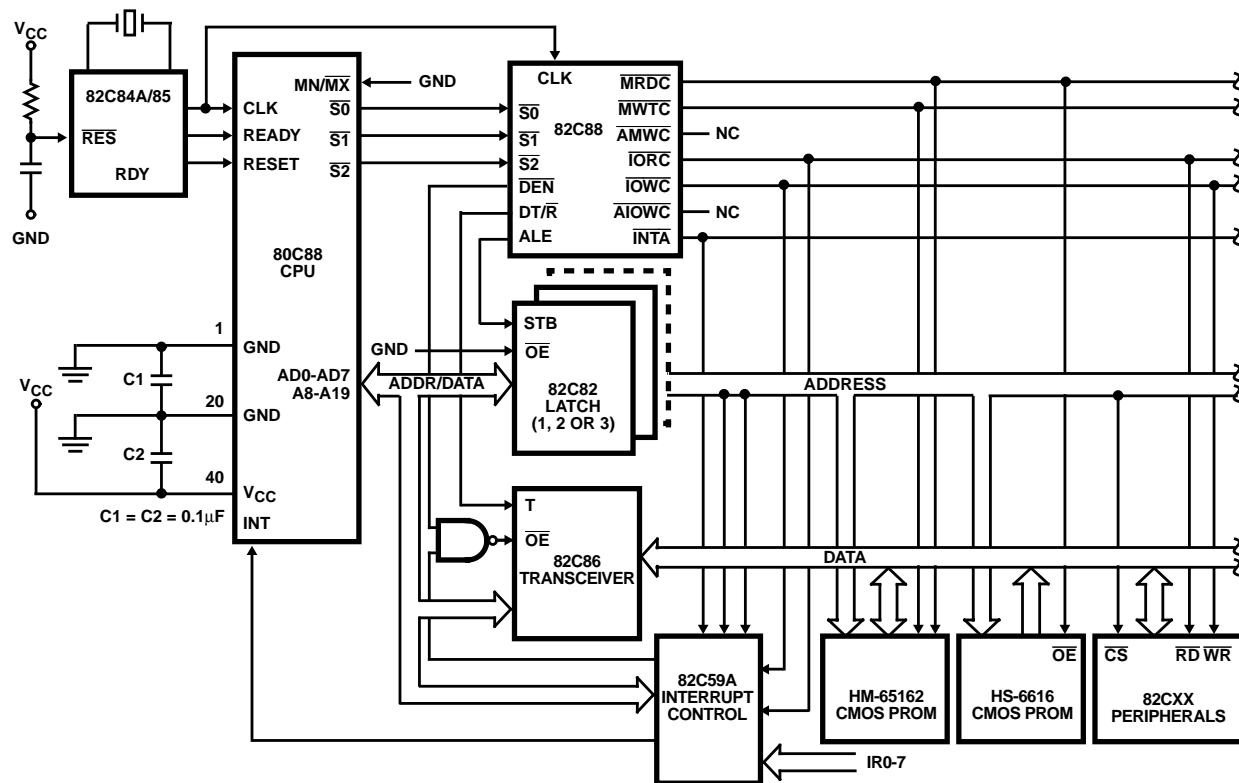 VCC
82C84A/85
RES
RDY
GND
CLK
READY
RESET
MN/MX
S0
S1
S2
GND
80C88
CPU
1
GND
C1
AD0-AD7
A8-A19
VCC
20
GND
C2
40
VCC
C1 = C2 = 0.1μF
INT
CLK
82C88
S0
S1
S2
DEN
DT/R
ALE
MRDC
MWTC
AMWC
NC
IORC
IOWC
AIOWC
NC
INTA
STB
GND
OE
ADDR/DATA
82C82
LATCH
(1, 2 OR 3)
ADDRESS
T
OE
82C86
TRANSCEIVER
DATA
82C59A
INTERRUPT
CONTROL
IR0-7
HM-65162
CMOS PROM
OE
HS-6616
CMOS PROM
CS
RD WR
82CXX
PERIPHERALS